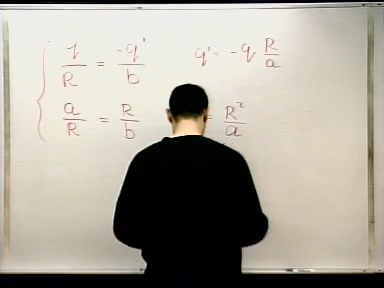 q/R = -q'/b q' = -q R/a
a/R = R/b = R²/a